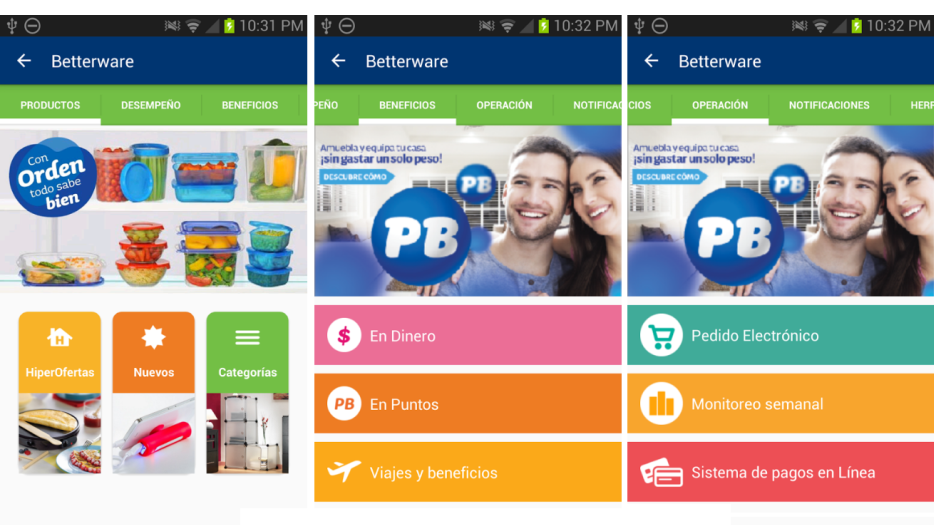 10:31 PM
Betterware
PRODUCTOS DESEMPEÑO BENEFICIOS
Con
Orden
todo sabe
bien
H
HiperOfertas Nuevos Categorías
10:32 PM
Betterware
PEÑO BENEFICIOS OPERACIÓN NOTIFICAC
Amuebla y equipa tu casa
¡sin gastar un solo peso!
DESCUBRE CÓMO
PB
PB
$ En Dinero
PB En Puntos
Viajes y beneficios
10:32 PM
Betterware
CIOS OPERACIÓN NOTIFICACIONES HERR
Amuebla y equipa tu casa
¡sin gastar un solo peso!
DESCUBRE CÓMO
PB
PB
Pedido Electrónico
Monitoreo semanal
Sistema de pagos en Línea